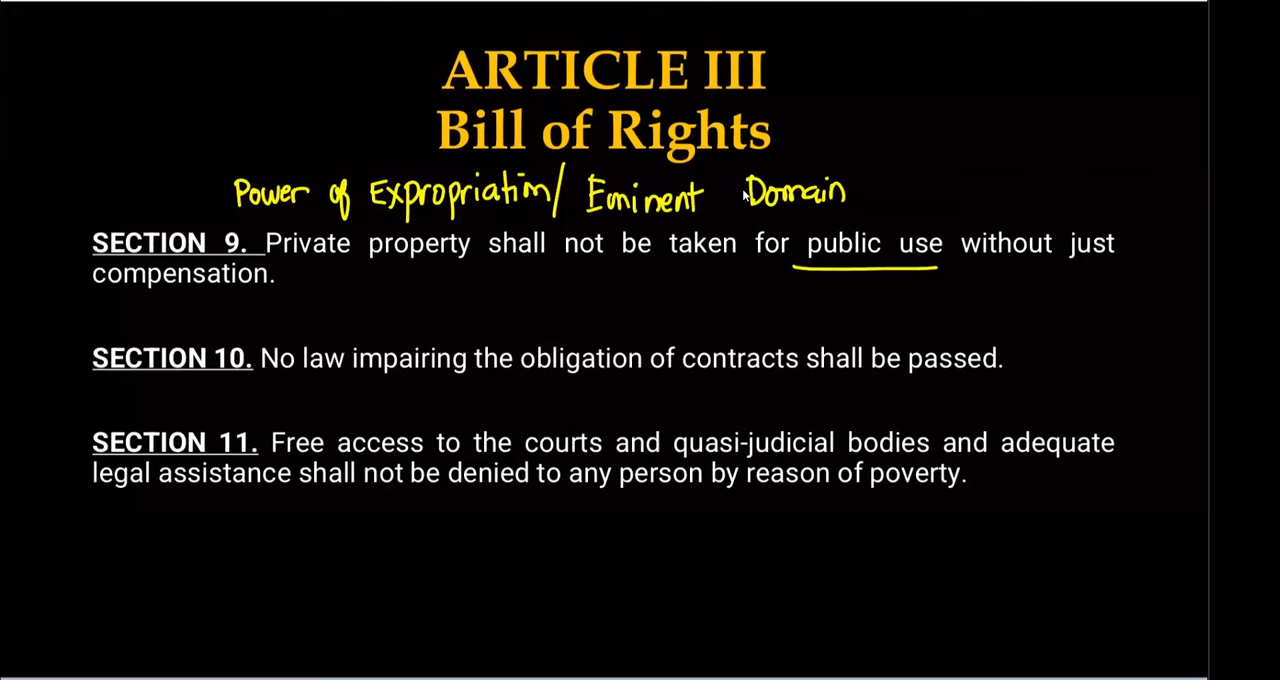 ARTICLE III
Bill of Rights
Power of Expropriation/ Eminent Domain
SECTION 9. Private property shall not be taken for public use without just
compensation.
SECTION 10. No law impairing the obligation of contracts shall be passed.
SECTION 11. Free access to the courts and quasi-judicial bodies and adequate
legal assistance shall not be denied to any person by reason of poverty.